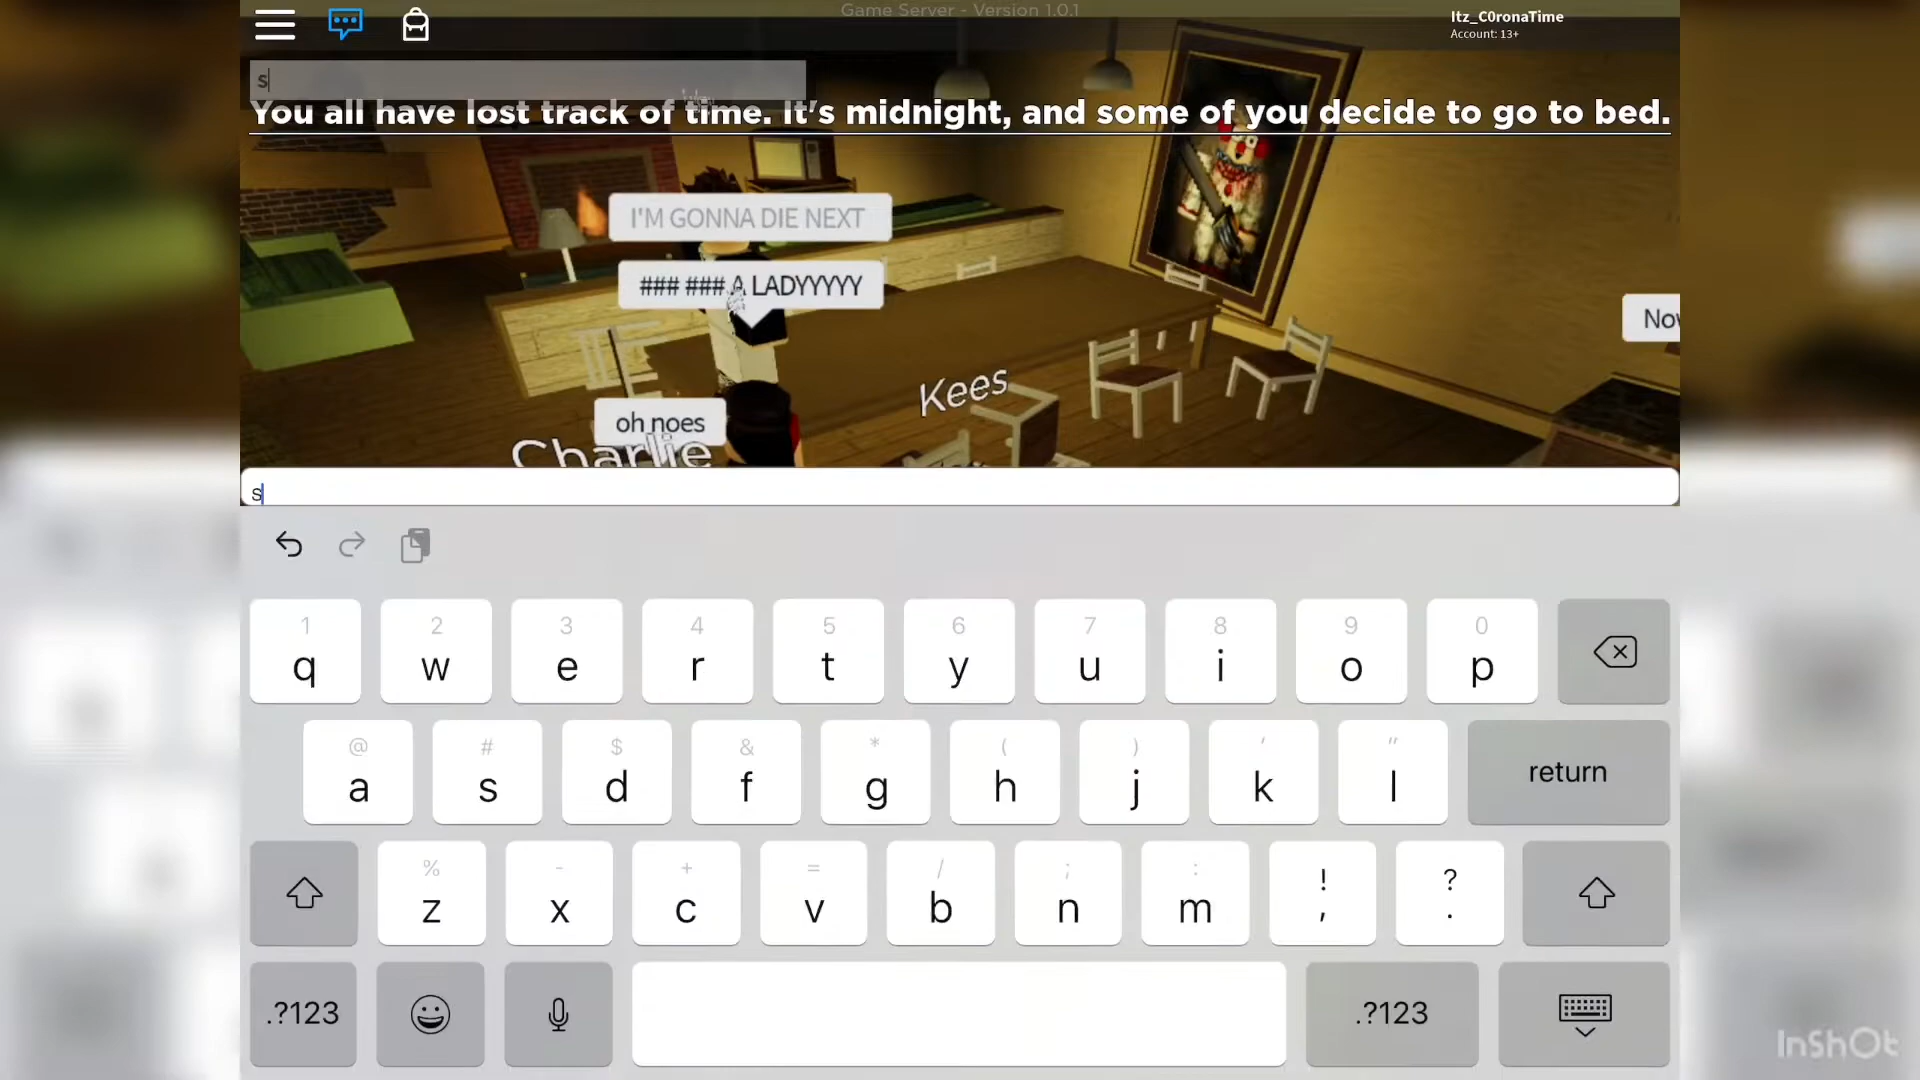 Game Server - Version 1.0.1
Itz_C0ronaTime
Account: 13+
s
You all have lost track of time. It's midnight, and some of you decide to go to bed.
I'M GONNA DIE NEXT
### ### A LADYYYYY
Kees
oh noes
Charlie
s
1 2 3 4 5 6 7 8 9 0
q w e r t y u i o p
@ # $ & * ( ) ' "
a s d f g h j k l return
% - + = / ; : ! ?
z x c v b n m , .
.?123 .?123
InShOt